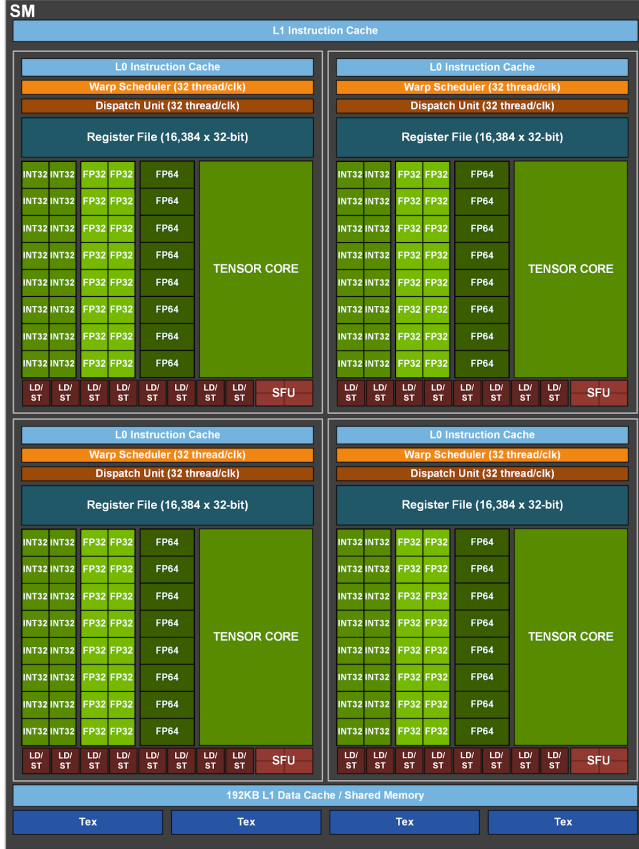 SM
L1 Instruction Cache
L0 Instruction Cache
Warp Scheduler (32 thread/clk)
Dispatch Unit (32 thread/clk)
Register File (16,384 x 32-bit)
INT32 INT32 FP32 FP32 FP64
INT32 INT32 FP32 FP32 FP64
INT32 INT32 FP32 FP32 FP64
INT32 INT32 FP32 FP32 FP64
INT32 INT32 FP32 FP32 FP64
INT32 INT32 FP32 FP32 FP64
INT32 INT32 FP32 FP32 FP64
INT32 INT32 FP32 FP32 FP64
TENSOR CORE
LD/ LD/ LD/ LD/ LD/ LD/ LD/ LD/
ST ST ST ST ST ST ST ST
SFU
L0 Instruction Cache
Warp Scheduler (32 thread/clk)
Dispatch Unit (32 thread/clk)
Register File (16,384 x 32-bit)
INT32 INT32 FP32 FP32 FP64
INT32 INT32 FP32 FP32 FP64
INT32 INT32 FP32 FP32 FP64
INT32 INT32 FP32 FP32 FP64
INT32 INT32 FP32 FP32 FP64
INT32 INT32 FP32 FP32 FP64
INT32 INT32 FP32 FP32 FP64
INT32 INT32 FP32 FP32 FP64
TENSOR CORE
LD/ LD/ LD/ LD/ LD/ LD/ LD/ LD/
ST ST ST ST ST ST ST ST
SFU
L0 Instruction Cache
Warp Scheduler (32 thread/clk)
Dispatch Unit (32 thread/clk)
Register File (16,384 x 32-bit)
INT32 INT32 FP32 FP32 FP64
INT32 INT32 FP32 FP32 FP64
INT32 INT32 FP32 FP32 FP64
INT32 INT32 FP32 FP32 FP64
INT32 INT32 FP32 FP32 FP64
INT32 INT32 FP32 FP32 FP64
INT32 INT32 FP32 FP32 FP64
INT32 INT32 FP32 FP32 FP64
TENSOR CORE
LD/ LD/ LD/ LD/ LD/ LD/ LD/ LD/
ST ST ST ST ST ST ST ST
SFU
L0 Instruction Cache
Warp Scheduler (32 thread/clk)
Dispatch Unit (32 thread/clk)
Register File (16,384 x 32-bit)
INT32 INT32 FP32 FP32 FP64
INT32 INT32 FP32 FP32 FP64
INT32 INT32 FP32 FP32 FP64
INT32 INT32 FP32 FP32 FP64
INT32 INT32 FP32 FP32 FP64
INT32 INT32 FP32 FP32 FP64
INT32 INT32 FP32 FP32 FP64
INT32 INT32 FP32 FP32 FP64
TENSOR CORE
LD/ LD/ LD/ LD/ LD/ LD/ LD/ LD/
ST ST ST ST ST ST ST ST
SFU
192KB L1 Data Cache / Shared Memory
Tex Tex Tex Tex